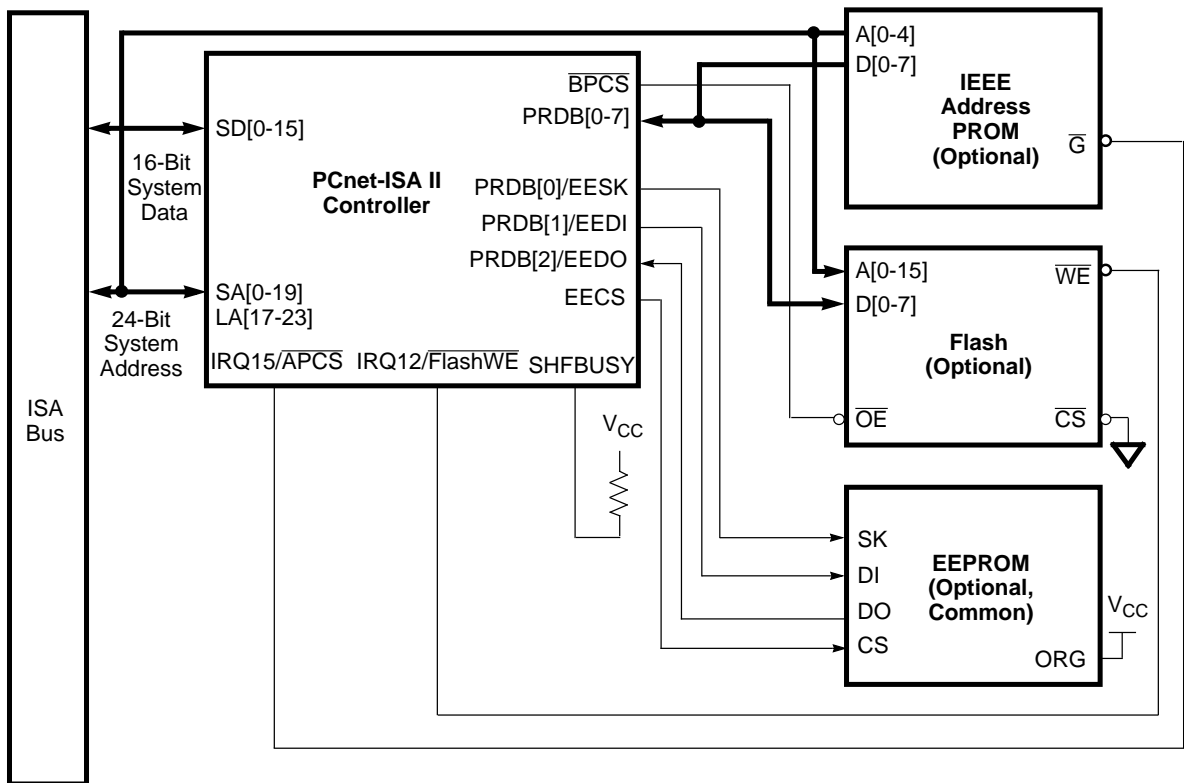 ISA
Bus
16-Bit
System
Data
24-Bit
System
Address
PCnet-ISA II
Controller
SD[0-15]
SA[0-19]
LA[17-23]
BPCS
PRDB[0-7]
PRDB[0]/EESK
PRDB[1]/EEDI
PRDB[2]/EEDO
EECS
IRQ15/APCS
IRQ12/FlashWE
SHFBUSY
VCC
A[0-4]
D[0-7]
IEEE
Address
PROM
(Optional)
G
A[0-15]
D[0-7]
WE
Flash
(Optional)
OE
CS
SK
DI
DO
CS
EEPROM
(Optional,
Common)
ORG
VCC